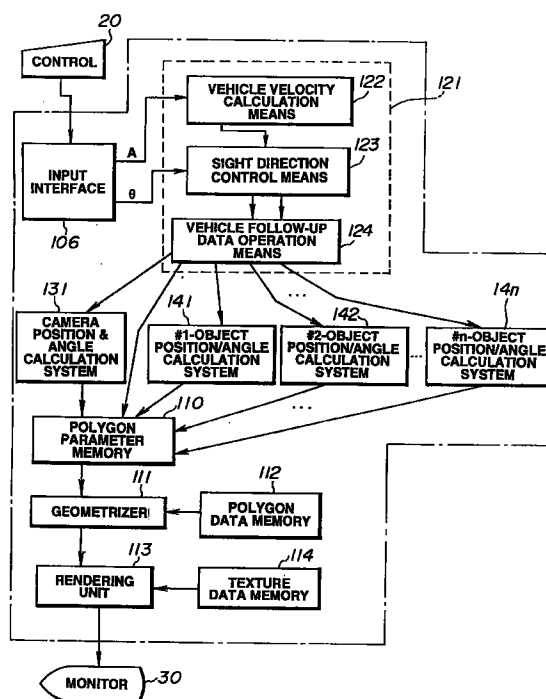 20
CONTROL
122
VEHICLE VELOCITY
CALCULATION
MEANS
121
A
123
SIGHT DIRECTION
CONTROL MEANS
INPUT
INTERFACE
θ
106
124
VEHICLE FOLLOW-UP
DATA OPERATION
MEANS
...
131
CAMERA
POSITION &
ANGLE
CALCULATION
SYSTEM
141
#1-OBJECT
POSITION/ANGLE
CALCULATION
SYSTEM
142
#2-OBJECT
POSITION/ANGLE
CALCULATION
SYSTEM
...
14n
#n-OBJECT
POSITION/ANGLE
CALCULATION
SYSTEM
110
POLYGON
PARAMETER
MEMORY
...
111
GEOMETRIZER
112
POLYGON
DATA MEMORY
113
RENDERING
UNIT
114
TEXTURE
DATA MEMORY
MONITOR
30